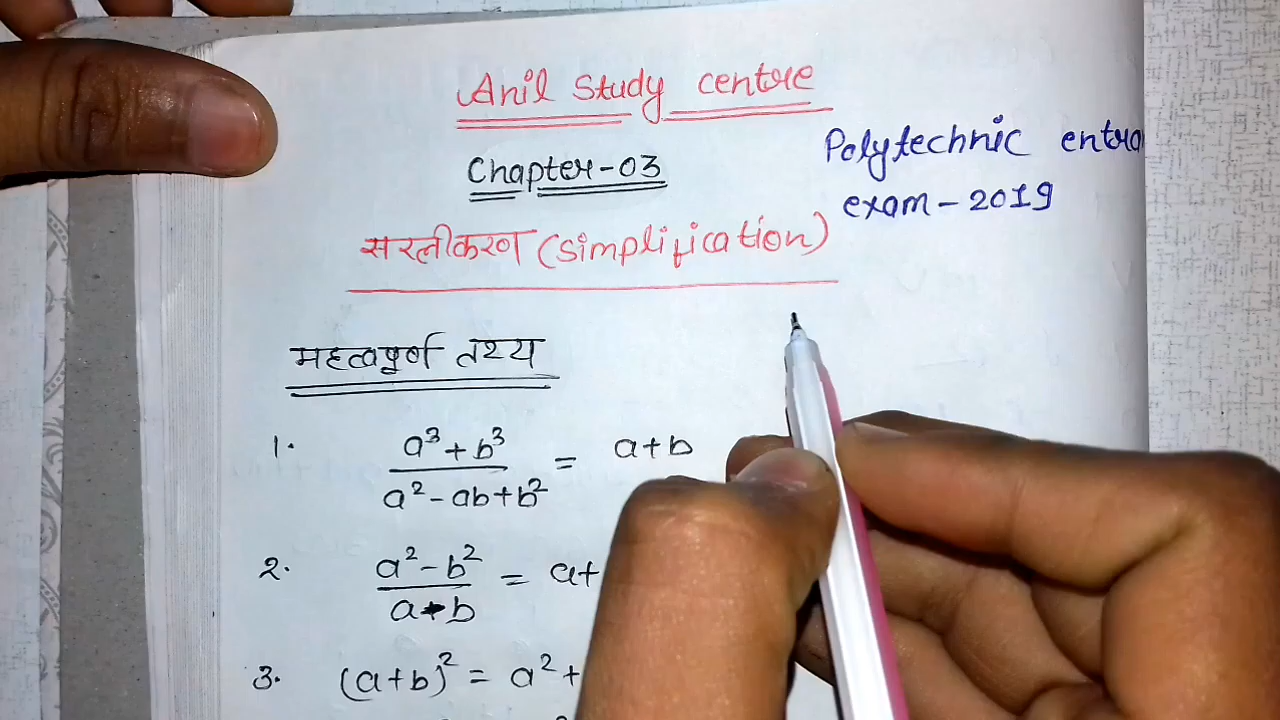 Anil Study centre
Chapter-03
Polytechnic
exam-2019
सरलीकरण (Simplification)
महत्वपूर्ण तथ्य
1. a³+b³ / a²-ab+b² = a+b
2. a²-b² / a-b = a+
3. (a+b)² = a²+